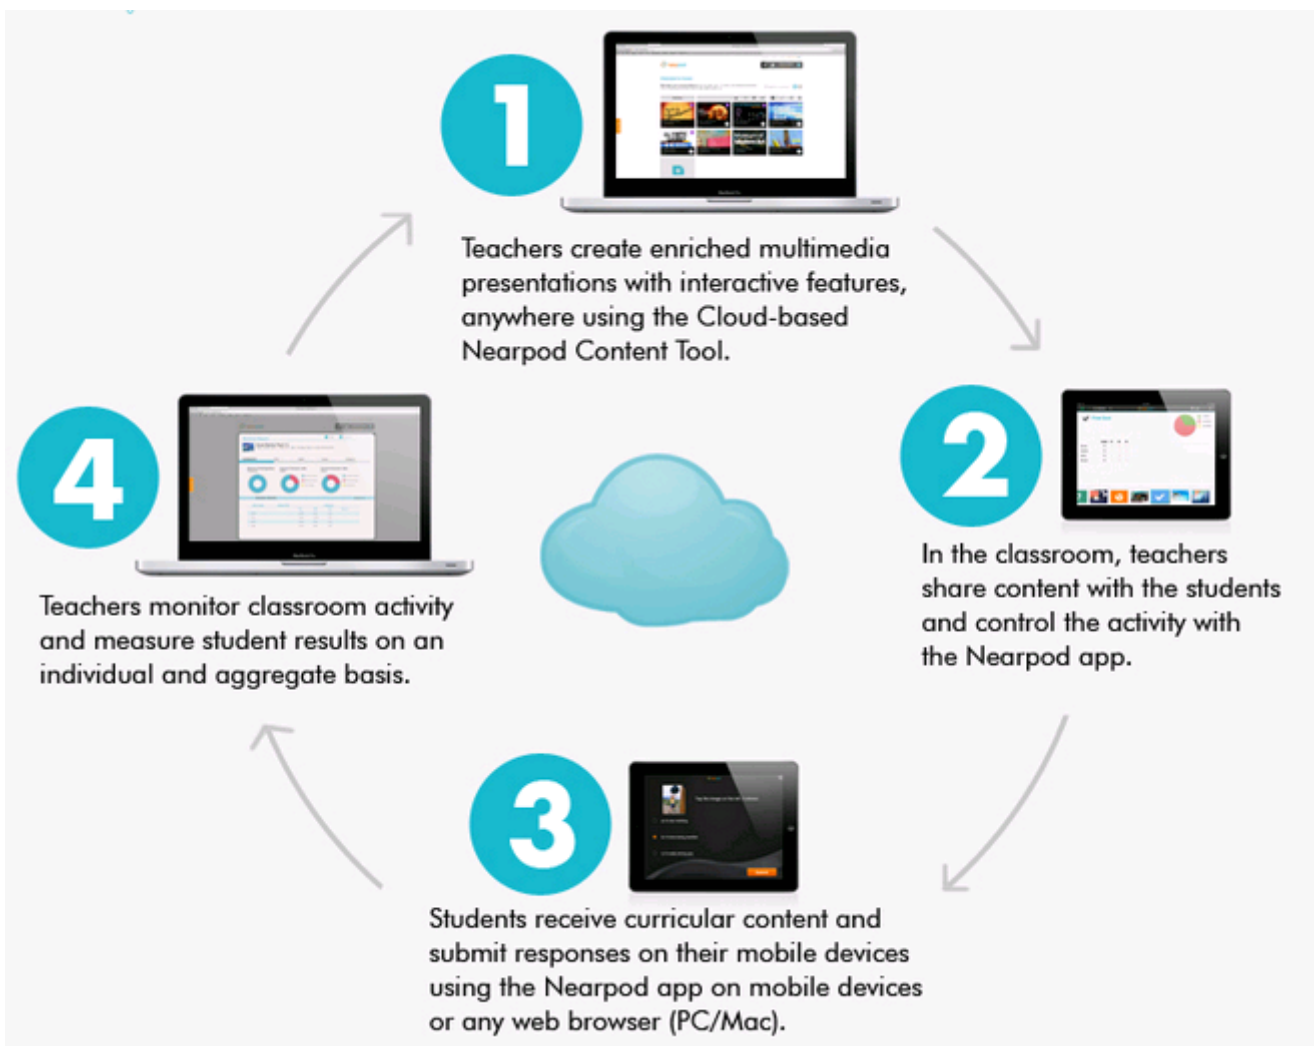 1
Teachers create enriched multimedia
presentations with interactive features,
anywhere using the Cloud-based
Nearpod Content Tool.
2
In the classroom, teachers
share content with the students
and control the activity with
the Nearpod app.
3
Students receive curricular content and
submit responses on their mobile devices
using the Nearpod app on mobile devices
or any web browser (PC/Mac).
4
Teachers monitor classroom activity
and measure student results on an
individual and aggregate basis.